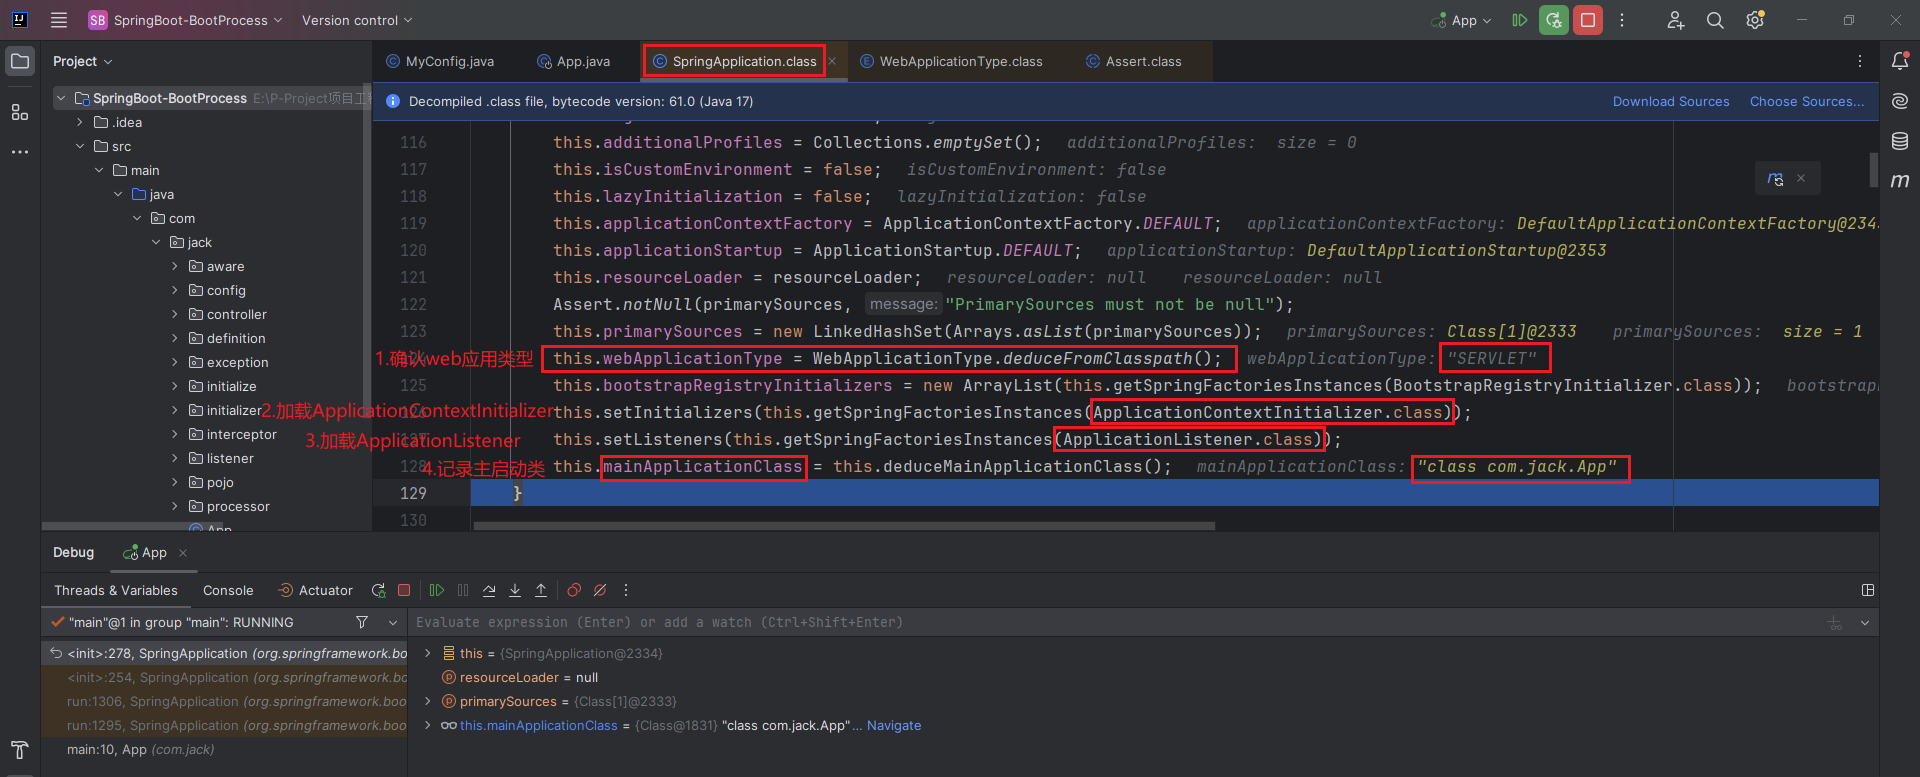 SB SpringBoot-BootProcess Version control App
Project
MyConfig.java App.java SpringApplication.class WebApplicationType.class Assert.class
SpringBoot-BootProcess E:\P-Project项目工程
Decompiled .class file, bytecode version: 61.0 (Java 17) Download Sources Choose Sources...
.idea
src
main
java
com
jack
aware
config
controller
definition
exception
initialize
initializer
interceptor
listener
pojo
processor
App
116 this.additionalProfiles = Collections.emptySet(); additionalProfiles: size = 0
117 this.isCustomEnvironment = false; isCustomEnvironment: false
118 this.lazyInitialization = false; lazyInitialization: false
119 this.applicationContextFactory = ApplicationContextFactory.DEFAULT; applicationContextFactory: DefaultApplicationContextFactory@234
120 this.applicationStartup = ApplicationStartup.DEFAULT; applicationStartup: DefaultApplicationStartup@2353
121 this.resourceLoader = resourceLoader; resourceLoader: null resourceLoader: null
122 Assert.notNull(primarySources, message: "PrimarySources must not be null");
123 this.primarySources = new LinkedHashSet(Arrays.asList(primarySources)); primarySources: Class[1]@2333 primarySources: size = 1
1.确认web应用类型 this.webApplicationType = WebApplicationType.deduceFromClasspath(); webApplicationType: "SERVLET"
125 this.bootstrapRegistryInitializers = new ArrayList(this.getSpringFactoriesInstances(BootstrapRegistryInitializer.class)); bootstrap
2.加载ApplicationContextInitializer this.setInitializers(this.getSpringFactoriesInstances(ApplicationContextInitializer.class));
3.加载ApplicationListener this.setListeners(this.getSpringFactoriesInstances(ApplicationListener.class));
4.记录主启动类 this.mainApplicationClass = this.deduceMainApplicationClass(); mainApplicationClass: "class com.jack.App"
129 }
130
Debug App
Threads & Variables Console Actuator
"main"@1 in group "main": RUNNING
Evaluate expression (Enter) or add a watch (Ctrl+Shift+Enter)
<init>:278, SpringApplication (org.springframework.bo
<init>:254, SpringApplication (org.springframework.boo
run:1306, SpringApplication (org.springframework.boo
run:1295, SpringApplication (org.springframework.boo
main:10, App (com.jack)
this = {SpringApplication@2334}
resourceLoader = null
primarySources = {Class[1]@2333}
this.mainApplicationClass = {Class@1831} "class com.jack.App"... Navigate